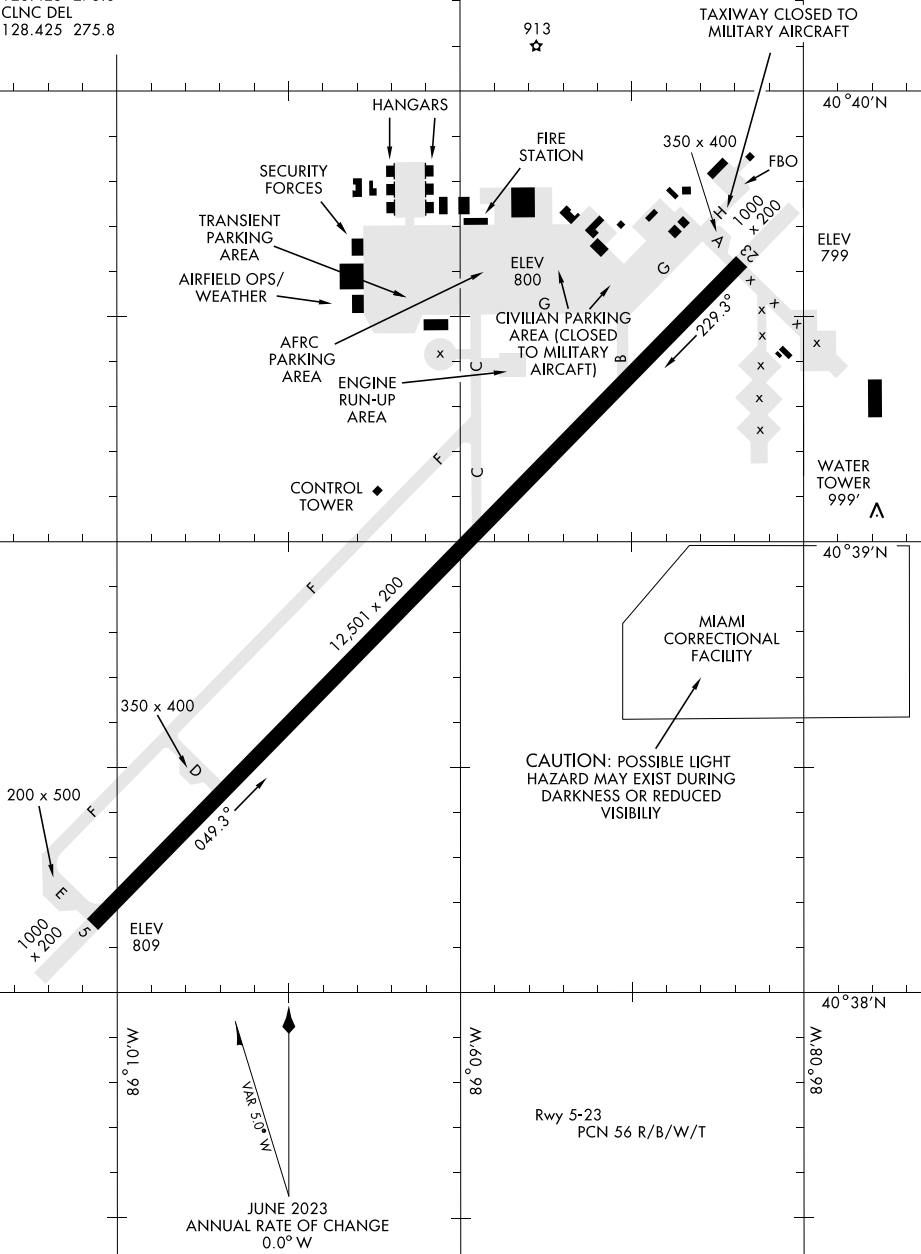 CLNC DEL
128.425 275.8
913
TAXIWAY CLOSED TO
MILITARY AIRCRAFT
40°40'N
HANGARS
FIRE
STATION
350 x 400
FBO
SECURITY
FORCES
H
1000
x 200
TRANSIENT
PARKING
AREA
A
23
ELEV
799
AIRFIELD OPS/
WEATHER
ELEV
800
G
G
x
x
x
CIVILIAN PARKING
AREA (CLOSED
TO MILITARY
AIRCAFT)
229.3°
x
x
x
x
x
x
AFRC
PARKING
AREA
x
C
B
ENGINE
RUN-UP
AREA
F
C
CONTROL
TOWER
WATER
TOWER
999'
40°39'N
F
12,501 x 200
MIAMI
CORRECTIONAL
FACILITY
350 x 400
D
CAUTION: POSSIBLE LIGHT
HAZARD MAY EXIST DURING
DARKNESS OR REDUCED
VISIBILIY
200 x 500
F
049.3°
E
1000
x 200
5
ELEV
809
40°38'N
86°10'W
86°09'W
86°08'W
VAR 5.0° W
Rwy 5-23
PCN 56 R/B/W/T
JUNE 2023
ANNUAL RATE OF CHANGE
0.0° W